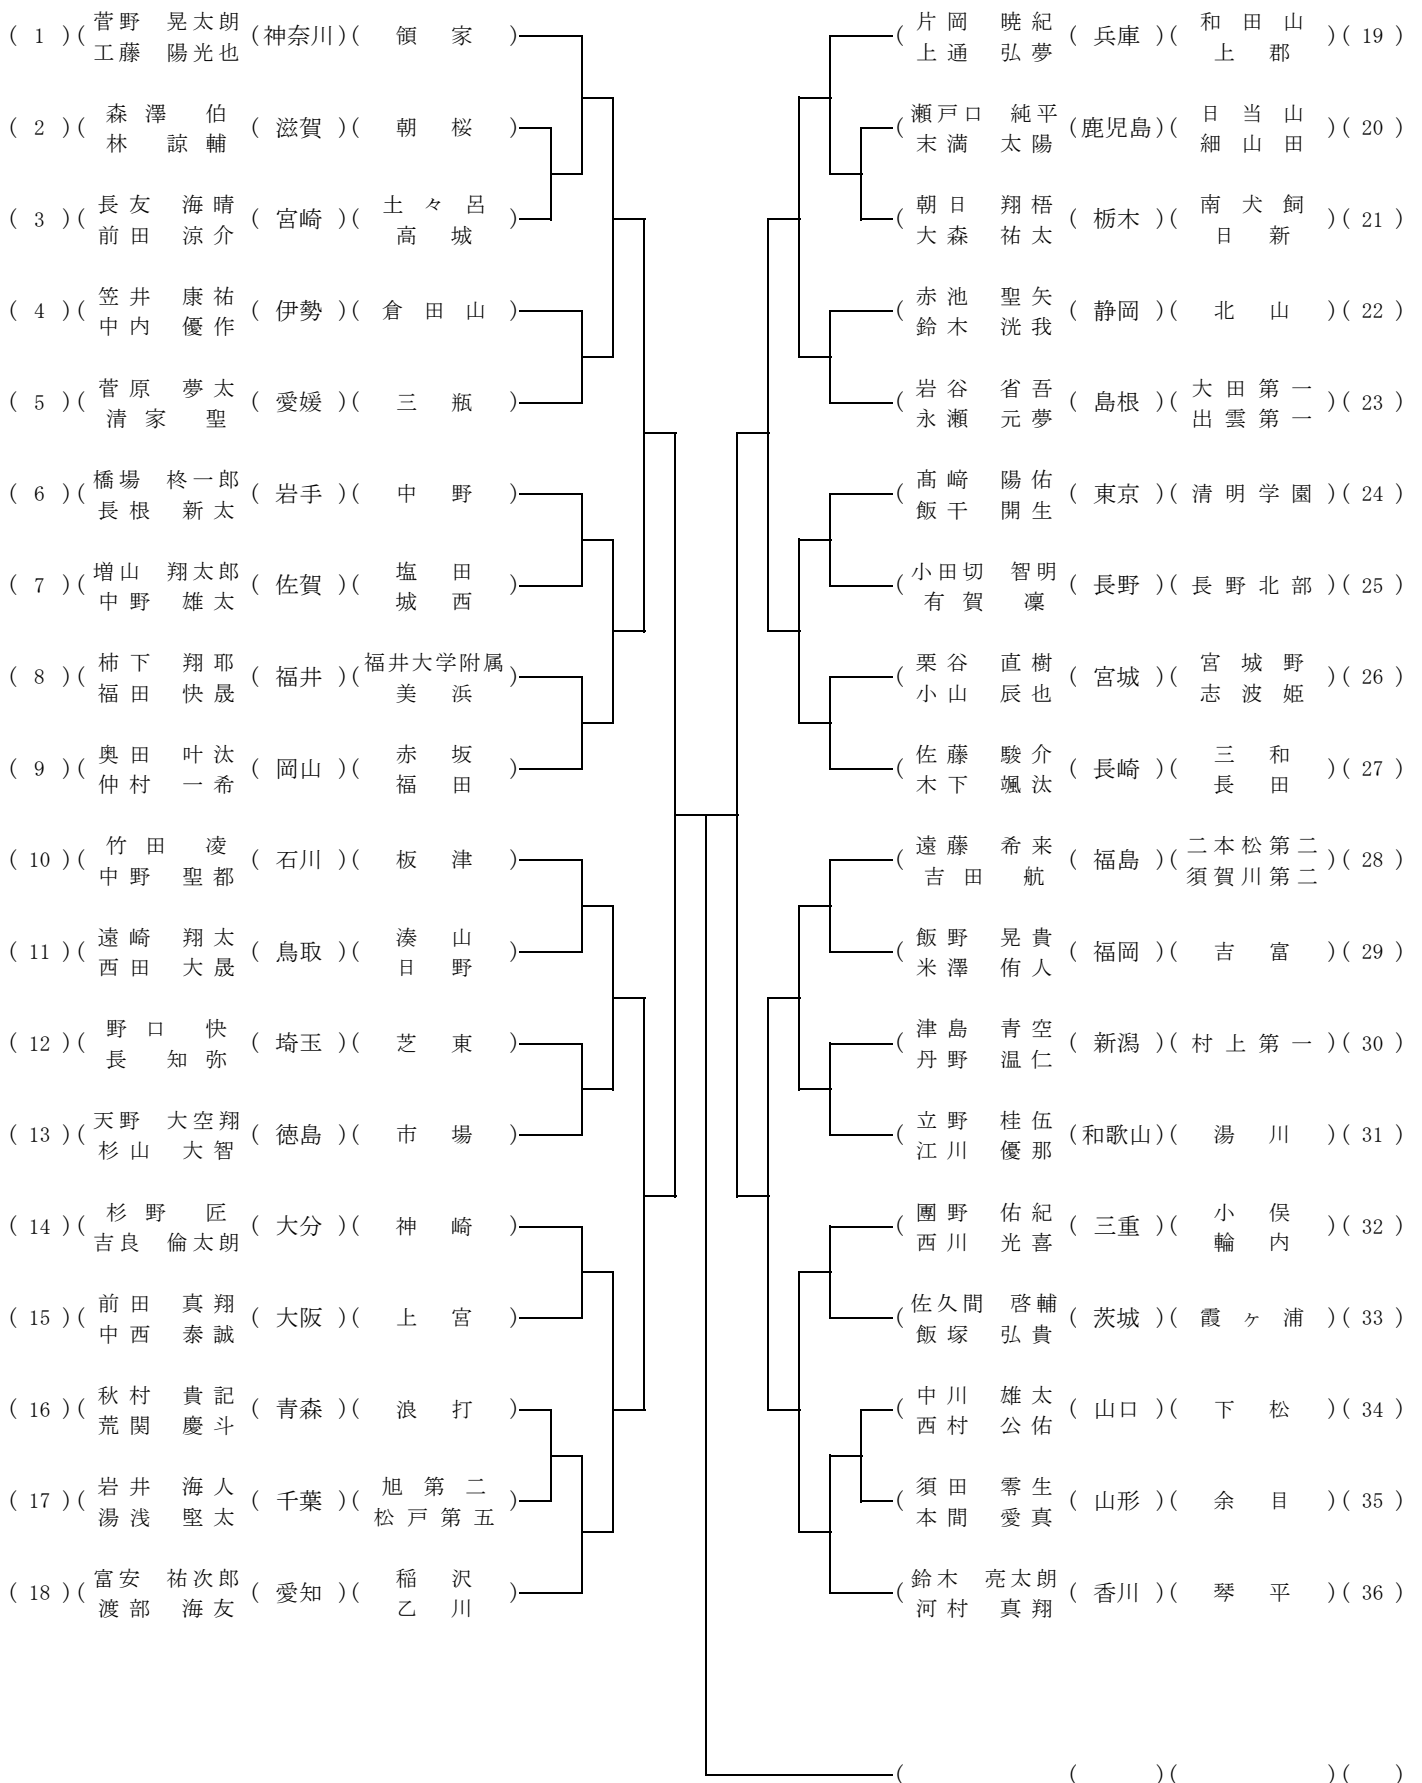 菅野 晃太朗
( 1 )( (神奈川)( 領家 )
工藤 陽光也
森澤 伯
( 2 )( ( 滋賀 )( 朝桜 )
林 諒輔
長友 海晴 土々呂
( 3 )( ( 宮崎 )( )
前田 涼介 高城
笠井 康祐
( 4 )( ( 伊勢 )( 倉田山 )
中内 優作
菅原 夢太
( 5 )( ( 愛媛 )( 三瓶 )
清家 聖
橋場 柊一郎
( 6 )( ( 岩手 )( 中野 )
長根 新太
増山 翔太郎 塩田
( 7 )( ( 佐賀 )( )
中野 雄太 城西
柿下 翔耶 福井大学附属
( 8 )( ( 福井 )( )
福田 快晟 美浜
奥田 叶汰 赤坂
( 9 )( ( 岡山 )( )
仲村 一希 福田
竹田 凌
( 10 )( ( 石川 )( 板津 )
中野 聖都
遠崎 翔太 湊山
( 11 )( ( 鳥取 )( )
西田 大晟 日野
野口 快
( 12 )( ( 埼玉 )( 芝東 )
長 知弥
天野 大空翔
( 13 )( ( 徳島 )( 市場 )
杉山 大智
杉野 匠
( 14 )( ( 大分 )( 神崎 )
吉良 倫太朗
前田 真翔
( 15 )( ( 大阪 )( 上宮 )
中西 泰誠
秋村 貴記
( 16 )( ( 青森 )( 浪打 )
荒関 慶斗
岩井 海人 旭第二
( 17 )( ( 千葉 )( )
湯浅 堅太 松戸第五
富安 祐次郎 稲沢
( 18 )( ( 愛知 )( )
渡部 海友 乙川
片岡 暁紀 和田山
( ( 兵庫 )( )( 19 )
上通 弘夢 上郡
瀬戸口 純平 日当山
( (鹿児島)( )( 20 )
末満 太陽 細山田
朝日 翔梧 南犬飼
( ( 栃木 )( )( 21 )
大森 祐太 日新
赤池 聖矢
( ( 静岡 )( 北山 )( 22 )
鈴木 洸我
岩谷 省吾 大田第一
( ( 島根 )( )( 23 )
永瀬 元夢 出雲第一
髙﨑 陽佑
( ( 東京 )( 清明学園 )( 24 )
飯干 開生
小田切 智明
( ( 長野 )( 長野北部 )( 25 )
有賀 凜
栗谷 直樹 宮城野
( ( 宮城 )( )( 26 )
小山 辰也 志波姫
佐藤 駿介 三和
( ( 長崎 )( )( 27 )
木下 颯汰 長田
遠藤 希来 二本松第二
( ( 福島 )( )( 28 )
吉田 航 須賀川第二
飯野 晃貴
( ( 福岡 )( 吉富 )( 29 )
米澤 侑人
津島 青空
( ( 新潟 )( 村上第一 )( 30 )
丹野 温仁
立野 桂伍
( (和歌山)( 湯川 )( 31 )
江川 優那
團野 佑紀 小俣
( ( 三重 )( )( 32 )
西川 光喜 輪内
佐久間 啓輔
( ( 茨城 )( 霞ヶ浦 )( 33 )
飯塚 弘貴
中川 雄太
( ( 山口 )( 下松 )( 34 )
西村 公佑
須田 零生
( ( 山形 )( 余目 )( 35 )
本間 愛真
鈴木 亮太朗
( ( 香川 )( 琴平 )( 36 )
河村 真翔
( ( )( )( )